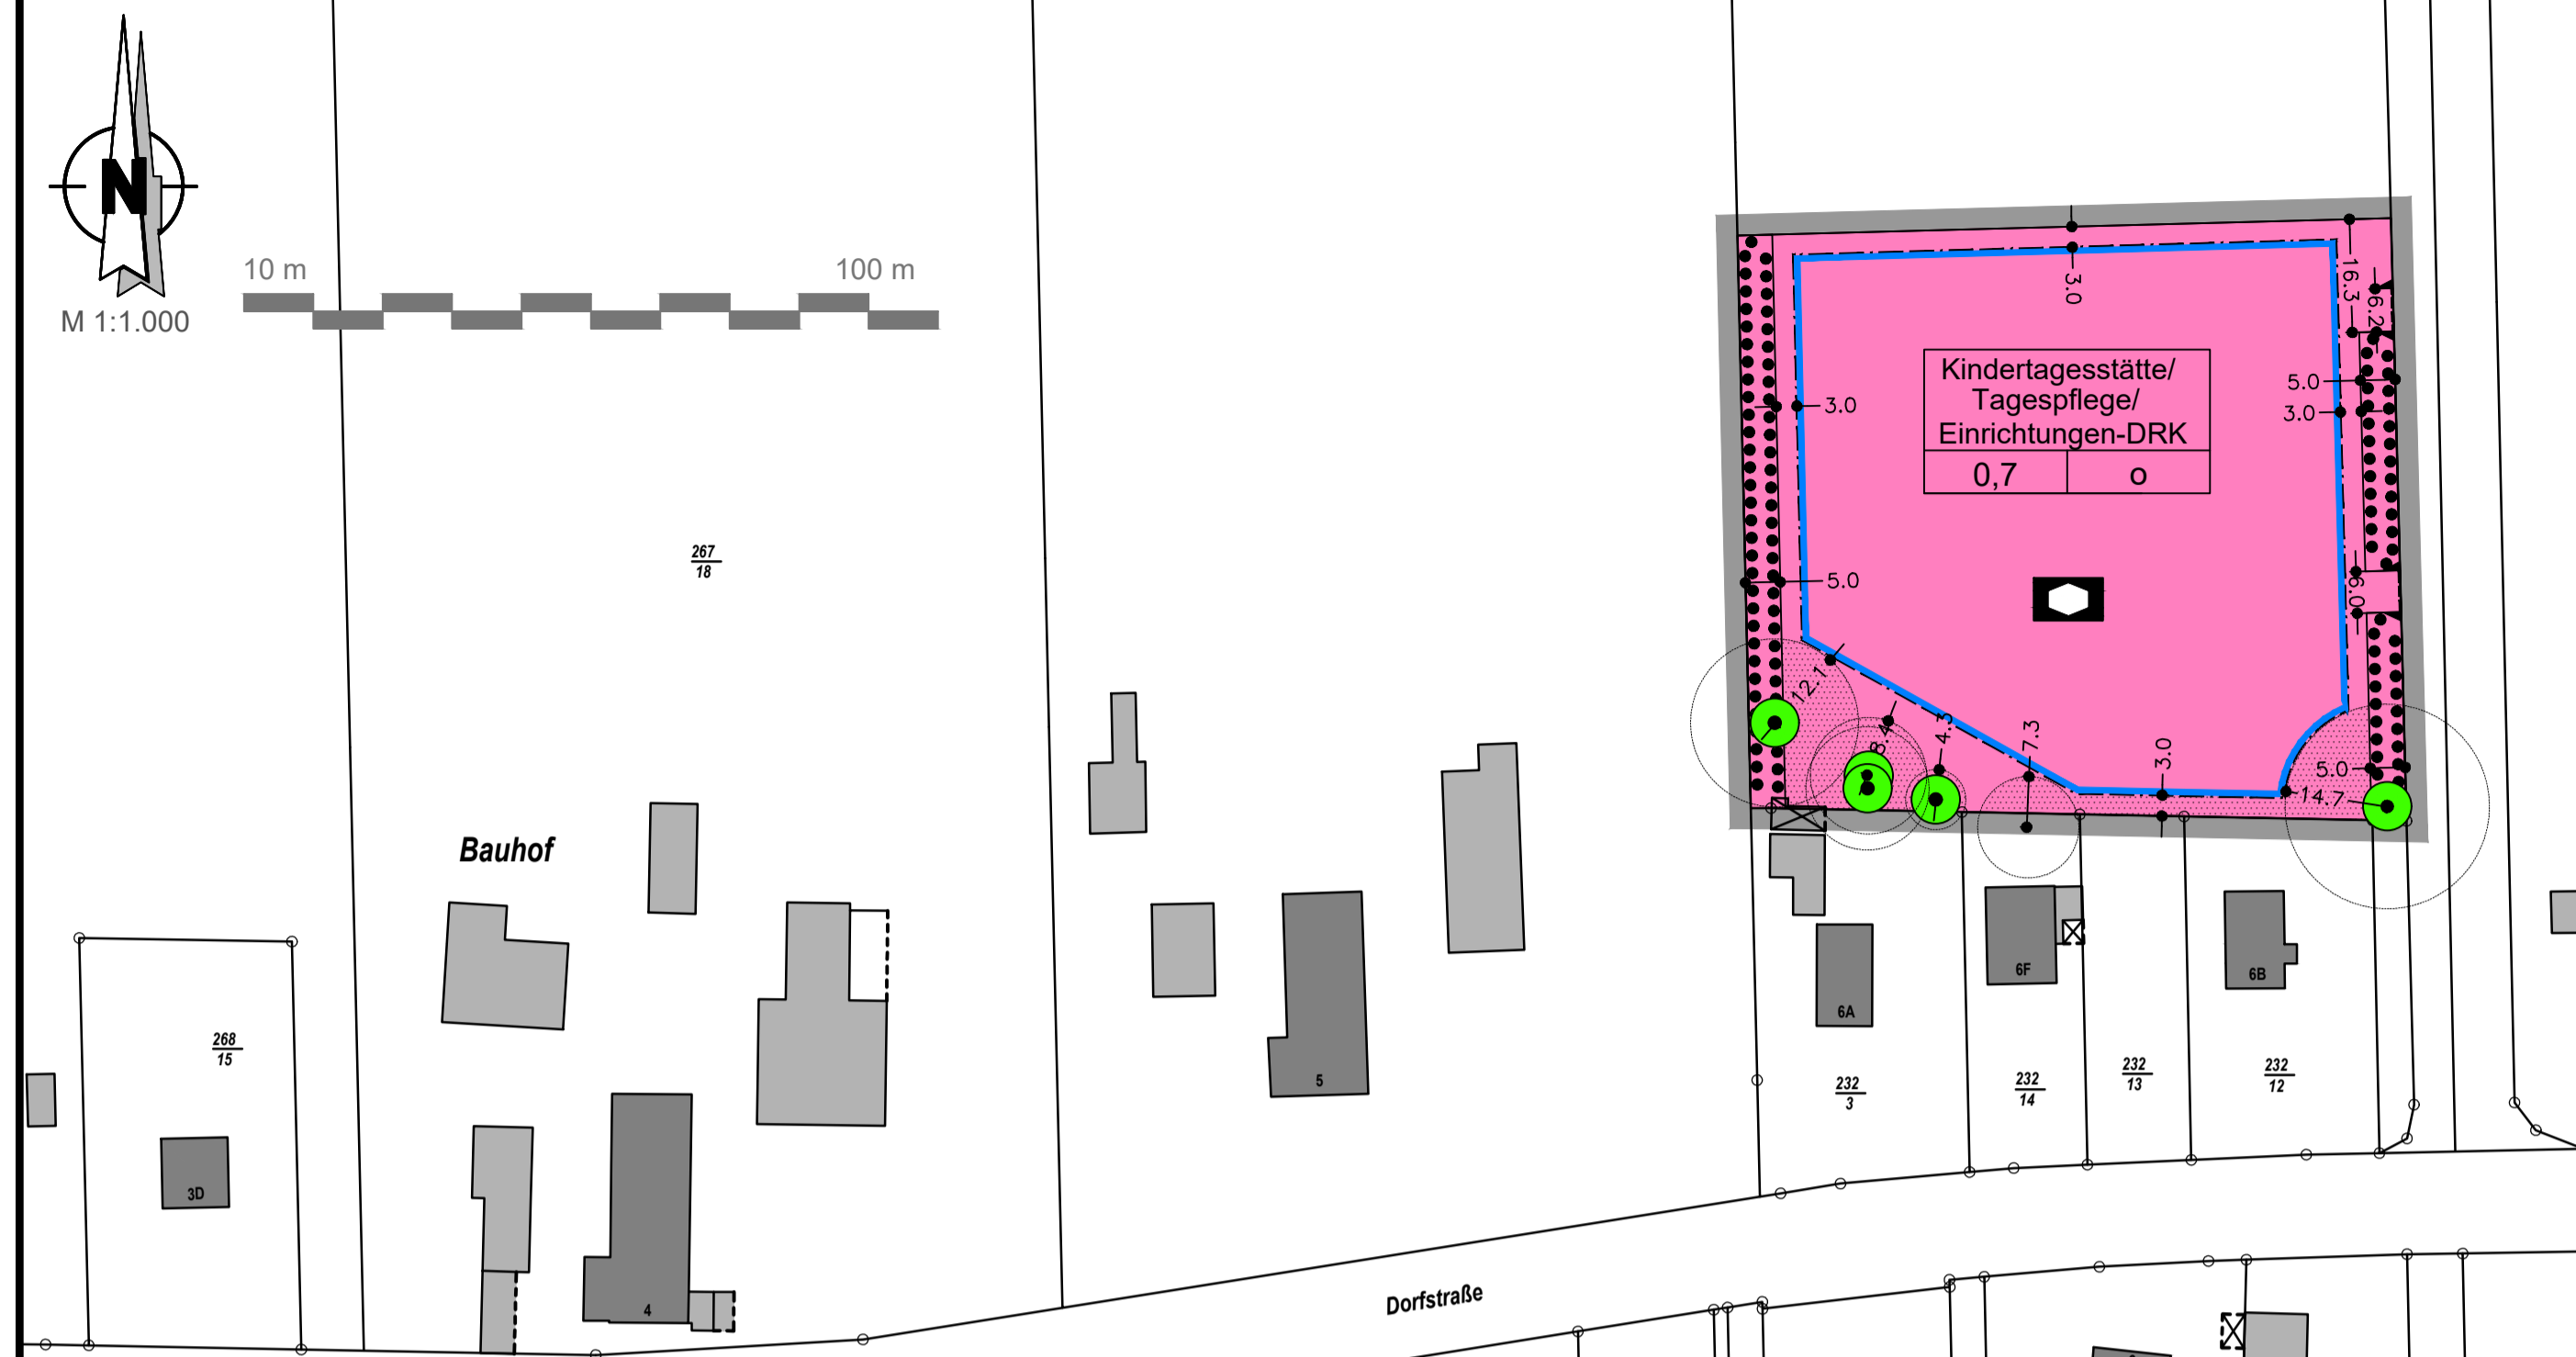 N
M 1:1.000
10 m 100 m
16.3
6.2
3.0
Kindertagesstätte/
Tagespflege/
Einrichtungen-DRK
0,7 o
5.0
3.0
3.0
5.0
6.0
12.1
8.4
4.3
7.3
3.0
5.0
14.7
267
18
Bauhof
268
15
3D
4
5
6A
6F
6B
232
3
232
14
232
13
232
12
Dorfstraße